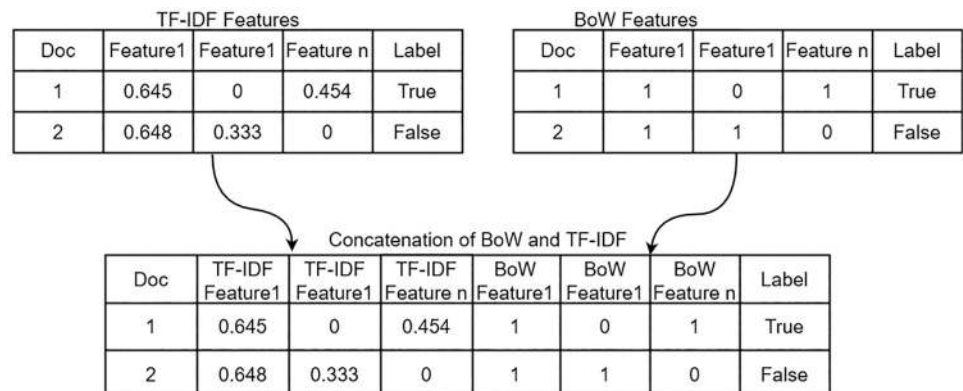 TF-IDF Features
Doc Feature1 Feature1 Feature n Label
1 0.645 0 0.454 True
2 0.648 0.333 0 False
BoW Features
Doc Feature1 Feature1 Feature n Label
1 1 0 1 True
2 1 1 0 False
Concatenation of BoW and TF-IDF
Doc TF-IDF Feature1 TF-IDF Feature1 TF-IDF Feature n BoW Feature1 BoW Feature1 BoW Feature n Label
1 0.645 0 0.454 1 0 1 True
2 0.648 0.333 0 1 1 0 False